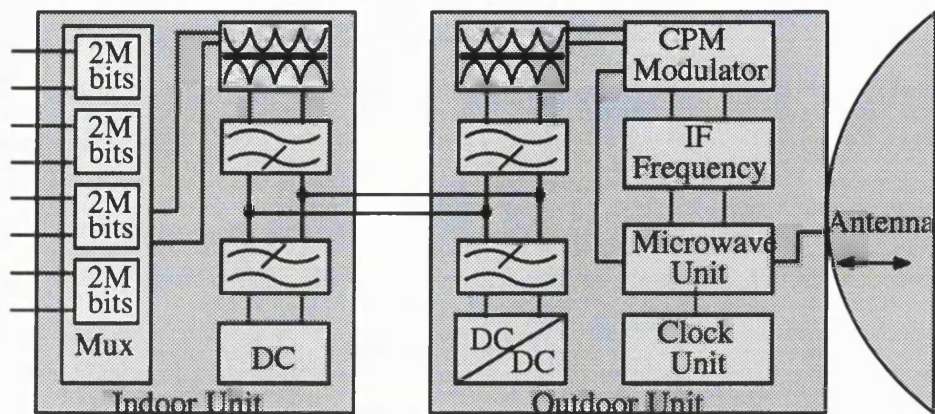 2M
bits
2M
bits
2M
bits
2M
bits
Mux
DC
Indoor Unit
DC
DC
CPM
Modulator
IF
Frequency
Microwave
Unit
Clock
Unit
Outdoor Unit
Antenna